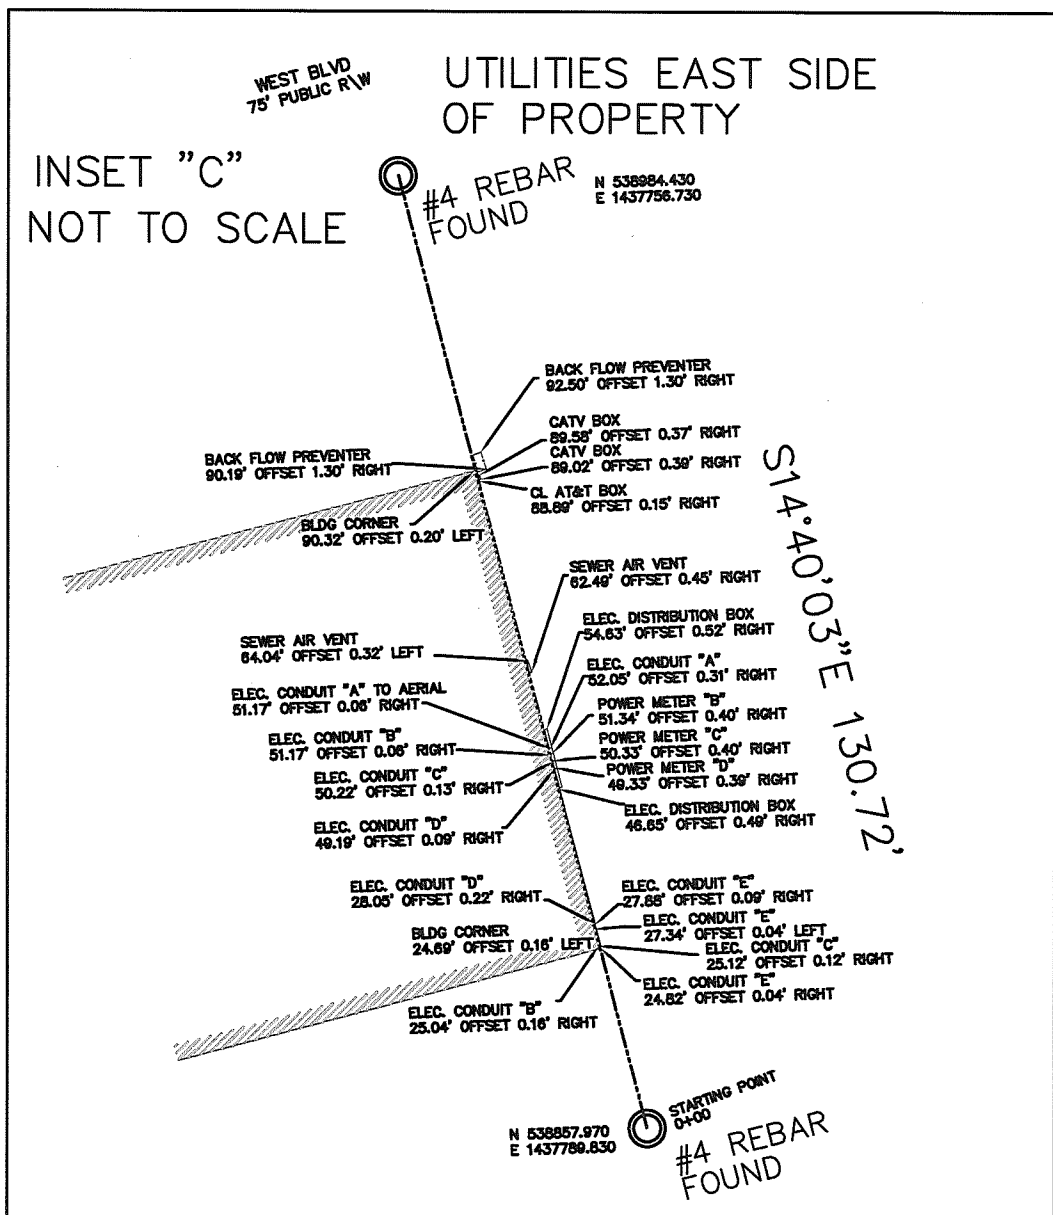 WEST BLVD
75' PUBLIC R\W
UTILITIES EAST SIDE
OF PROPERTY
INSET "C"
NOT TO SCALE
#4 REBAR
FOUND
N 538984.430
E 1437756.730
BACK FLOW PREVENTER
92.50' OFFSET 1.30' RIGHT
CATV BOX
89.58' OFFSET 0.37' RIGHT
CATV BOX
89.02' OFFSET 0.39' RIGHT
BACK FLOW PREVENTER
90.19' OFFSET 1.30' RIGHT
CL AT&T BOX
88.89' OFFSET 0.15' RIGHT
BLDG CORNER
90.32' OFFSET 0.20' LEFT
S14°40'03"E 130.72'
SEWER AIR VENT
62.49' OFFSET 0.45' RIGHT
ELEC. DISTRIBUTION BOX
54.63' OFFSET 0.52' RIGHT
SEWER AIR VENT
64.04' OFFSET 0.32' LEFT
ELEC. CONDUIT "A"
52.05' OFFSET 0.31' RIGHT
ELEC. CONDUIT "A" TO AERIAL
51.17' OFFSET 0.06' RIGHT
POWER METER "B"
51.34' OFFSET 0.40' RIGHT
ELEC. CONDUIT "B"
51.17' OFFSET 0.06' RIGHT
POWER METER "C"
50.33' OFFSET 0.40' RIGHT
ELEC. CONDUIT "C"
50.22' OFFSET 0.13' RIGHT
POWER METER "D"
49.33' OFFSET 0.39' RIGHT
ELEC. CONDUIT "D"
49.19' OFFSET 0.09' RIGHT
ELEC. DISTRIBUTION BOX
46.65' OFFSET 0.49' RIGHT
ELEC. CONDUIT "D"
28.05' OFFSET 0.22' RIGHT
ELEC. CONDUIT "E"
27.88' OFFSET 0.09' RIGHT
ELEC. CONDUIT "E"
27.34' OFFSET 0.04' LEFT
BLDG CORNER
24.69' OFFSET 0.16' LEFT
ELEC. CONDUIT "C"
25.12' OFFSET 0.12' RIGHT
ELEC. CONDUIT "E"
24.82' OFFSET 0.04' RIGHT
ELEC. CONDUIT "B"
25.04' OFFSET 0.16' RIGHT
STARTING POINT
0+00
N 538857.970
E 1437789.830
#4 REBAR
FOUND